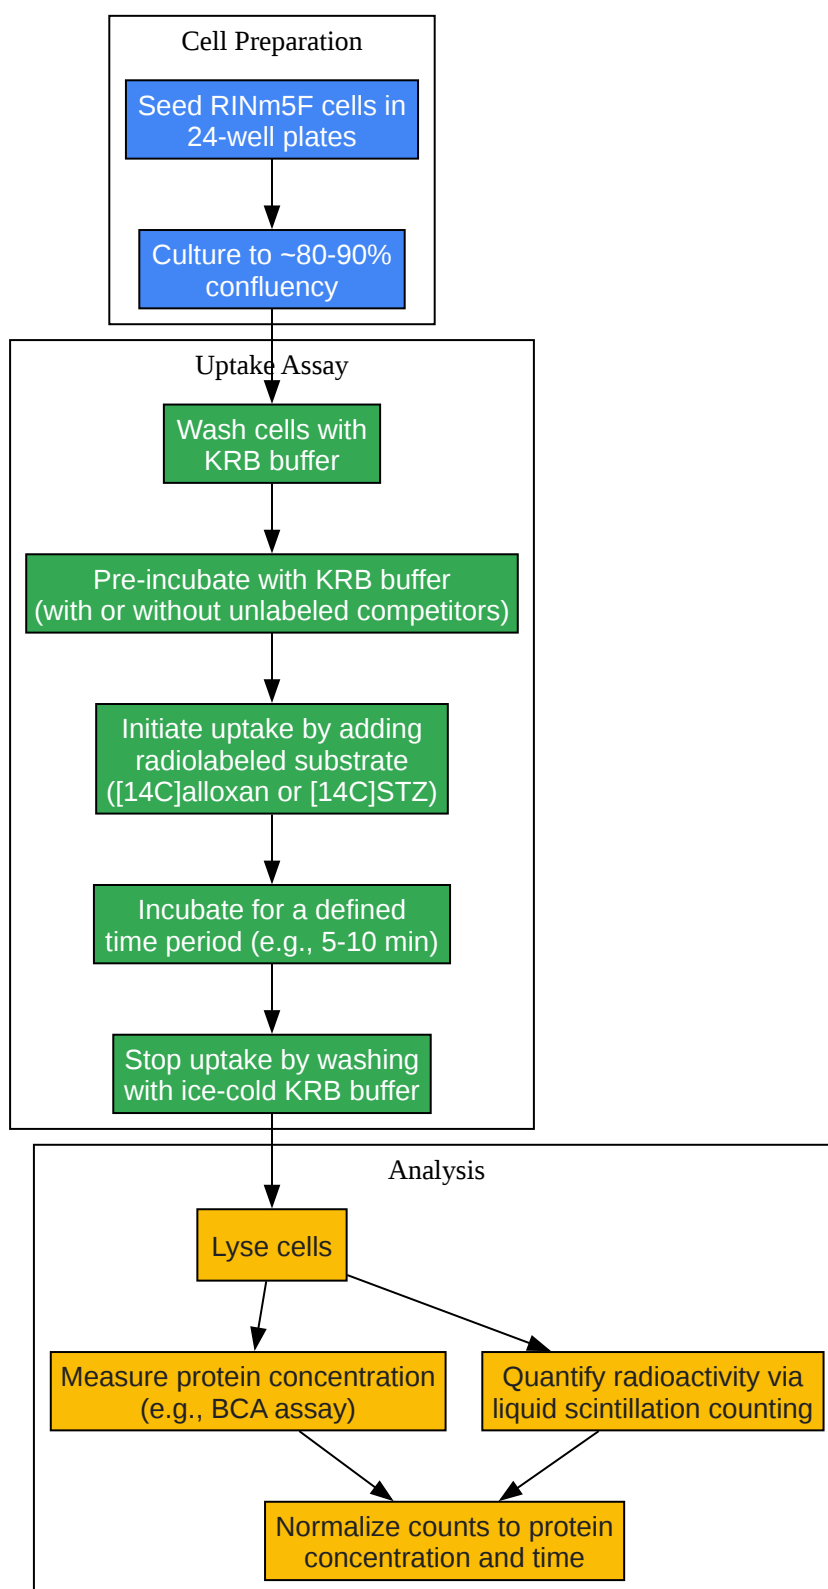 Cell Preparation
Seed RINm5F cells in
24-well plates
Culture to ~80-90%
confluency
Uptake Assay
Wash cells with
KRB buffer
Pre-incubate with KRB buffer
(with or without unlabeled competitors)
Initiate uptake by adding
radiolabeled substrate
([14C]alloxan or [14C]STZ)
Incubate for a defined
time period (e.g., 5-10 min)
Stop uptake by washing
with ice-cold KRB buffer
Analysis
Lyse cells
Measure protein concentration
(e.g., BCA assay)
Quantify radioactivity via
liquid scintillation counting
Normalize counts to protein
concentration and time